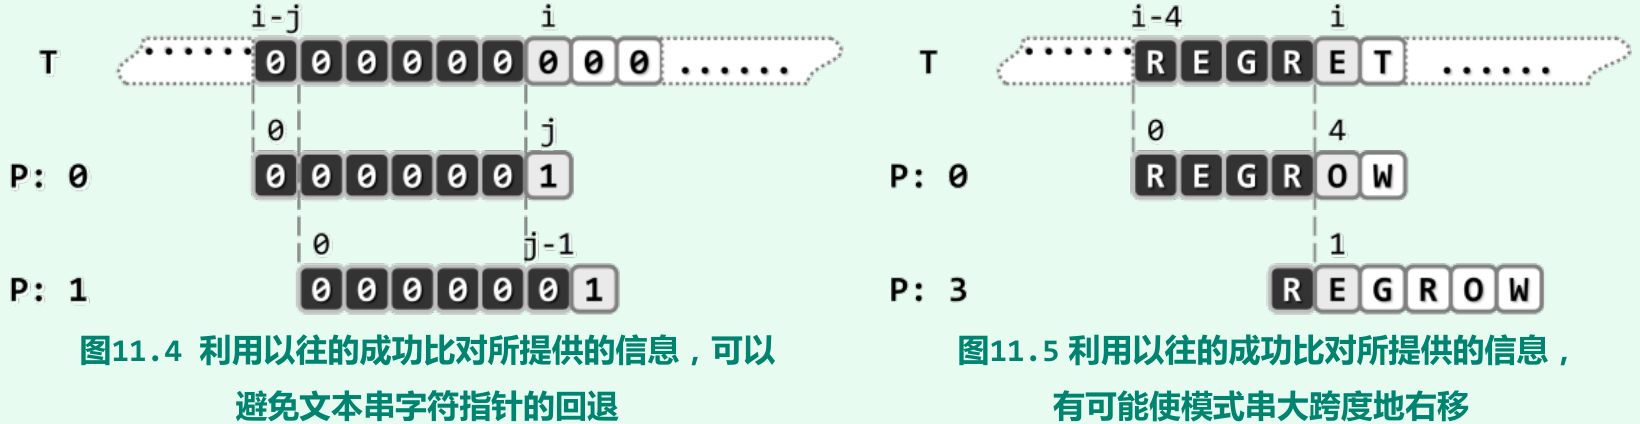 i-j i
T ...... 0 0 0 0 0 0 0 0 0 ......
0 j
P: 0 0 0 0 0 0 0 1
0 j-1
P: 1 0 0 0 0 0 0 1
图11.4 利用以往的成功比对所提供的信息，可以
避免文本串字符指针的回退
i-4 i
T ...... R E G R E T ......
0 4
P: 0 R E G R O W
1
P: 3 R E G R O W
图11.5 利用以往的成功比对所提供的信息，
有可能使模式串大跨度地右移